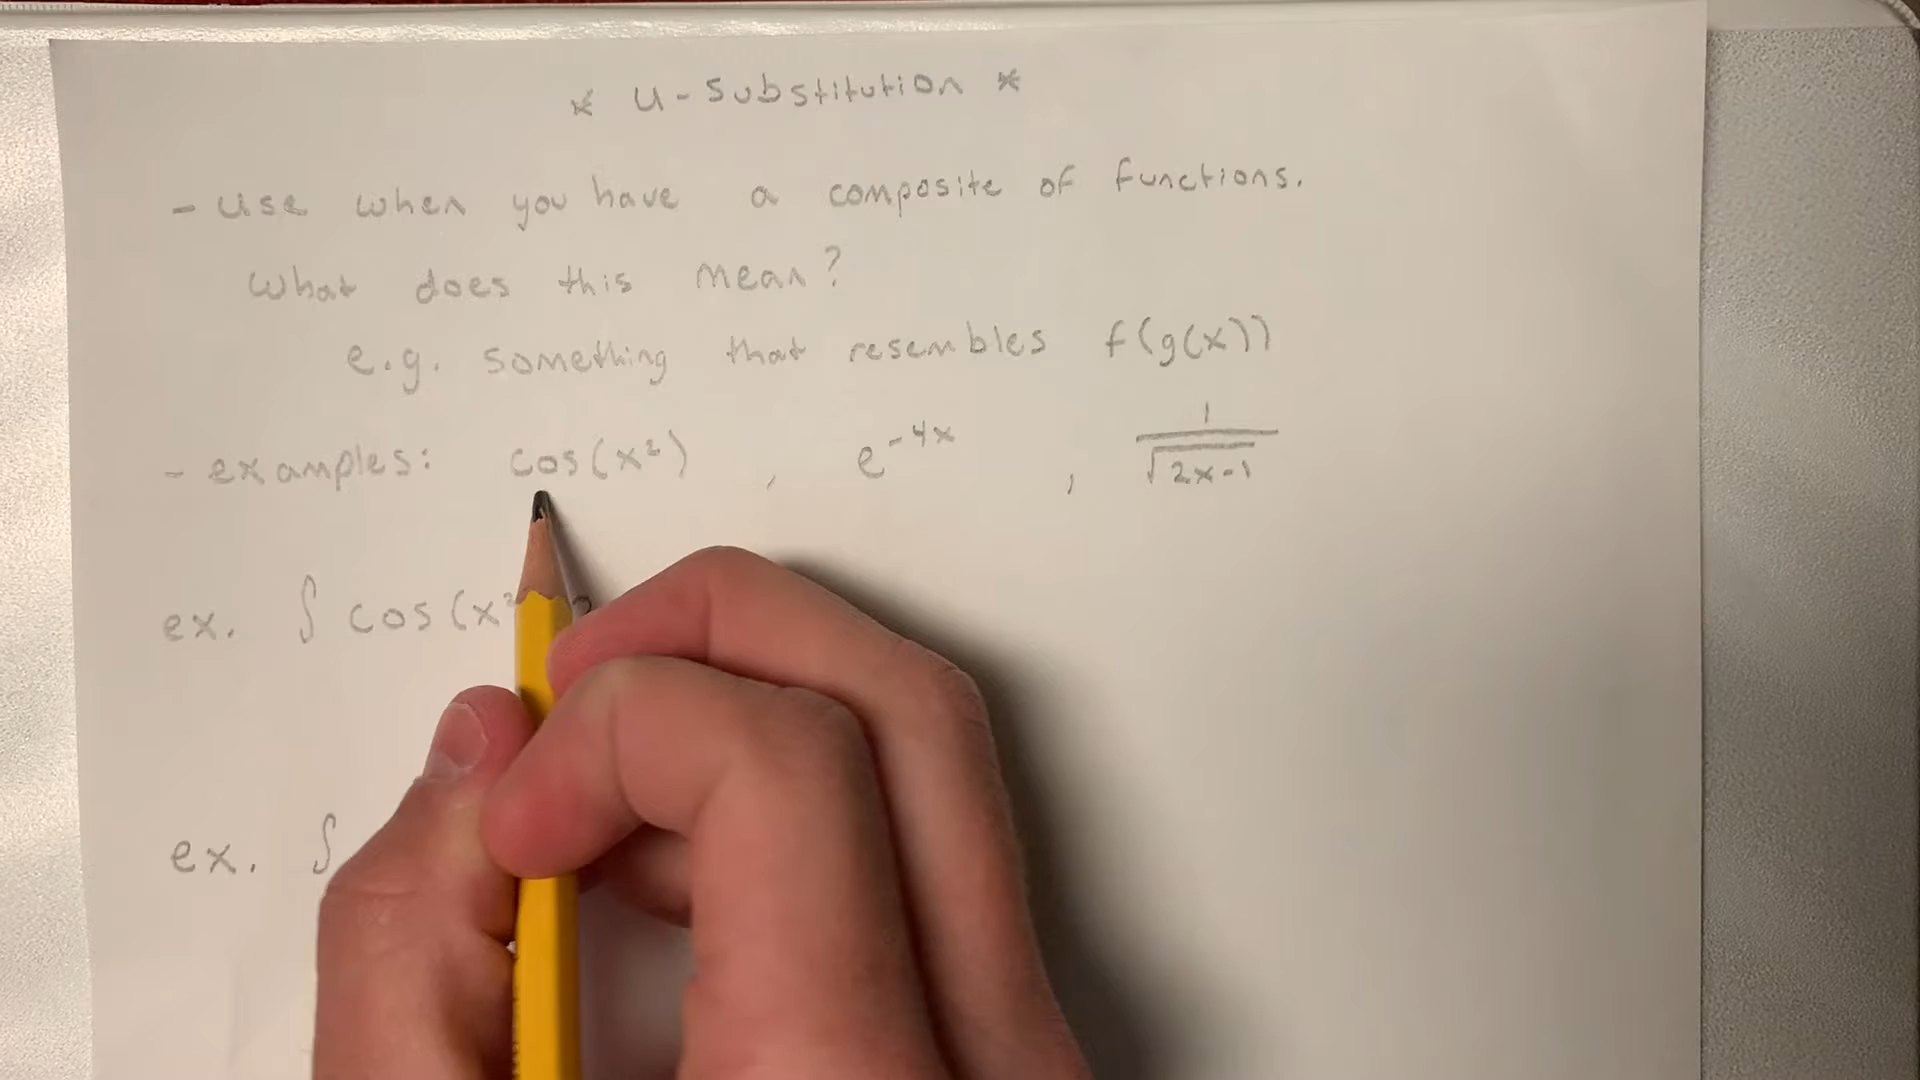 * u-substitution *
- use when you have a composite of functions.
what does this mean?
e.g. something that resembles f(g(x))
- examples: cos(x²) , e⁻⁴ˣ , 1/√(2x-1)
ex. ∫ cos(x²
ex. ∫